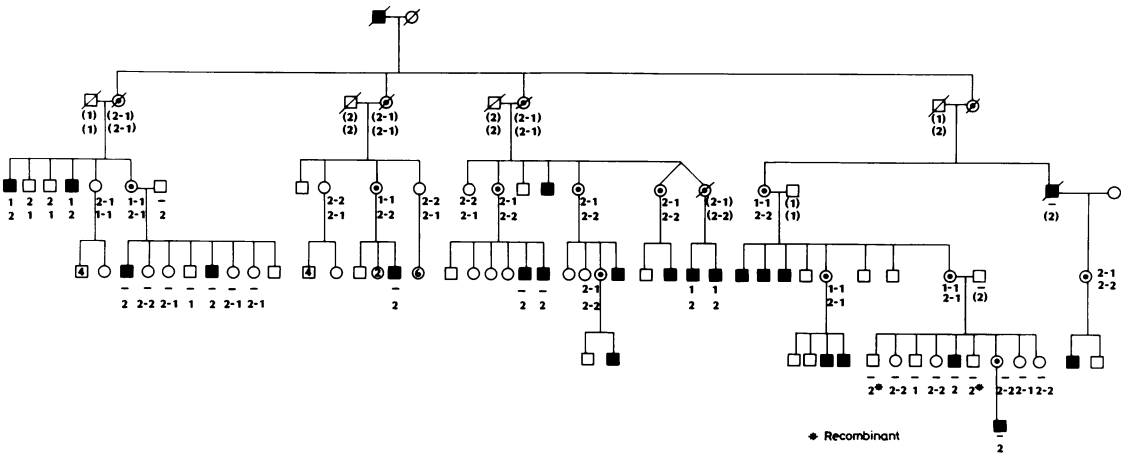 (1) (2-1) (2) (2-1) (2) (2-1) (1)
(1) (2-1) (2) (2-1) (2) (2-1) (2)
1 2 2 1 2-1 1-1 - 2-2 1-1 2-2 2-2 2-1 2-1 2-1 (2-1) 1-1 (1) -
2 1 1 2 1-1 2-1 2 2-1 2-2 2-1 2-1 2-2 2-2 2-2 (2-2) 2-2 (1) (2)
4 4 2 6
- - - - - - - - - - 2-1 1 1 1-1 1-1 - 2-1
2 2-2 2-1 1 2 2-1 2-1 2 2 2 2-2 2 2 2-1 2-1 (2) 2-2
- - - - - - - - -
2* 2-2 1 2-2 2 2* 2-2 2-1 2-2
* Recombinant
-
2